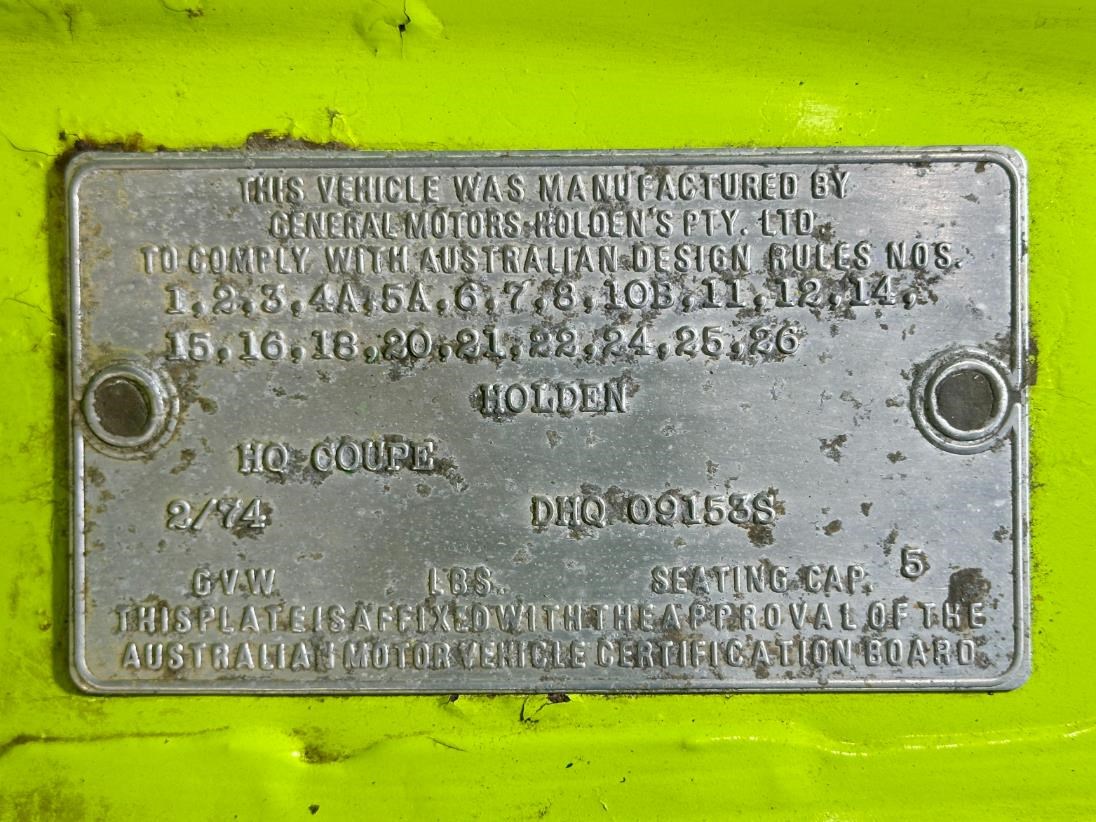 THIS VEHICLE WAS MANUFACTURED BY
GENERAL MOTORS-HOLDEN'S PTY. LTD.
TO COMPLY WITH AUSTRALIAN DESIGN RULES NOS.
1,2,3,4A,5A,6,7,8,10B,11,12,14,
15,16,18,20,21,22,24,25,26
HOLDEN
HQ COUPE
2/74 DHQ 09153S
G.V.W. LBS. SEATING CAP. 5
THIS PLATE IS AFFIXED WITH THE APPROVAL OF THE
AUSTRALIAN MOTOR VEHICLE CERTIFICATION BOARD